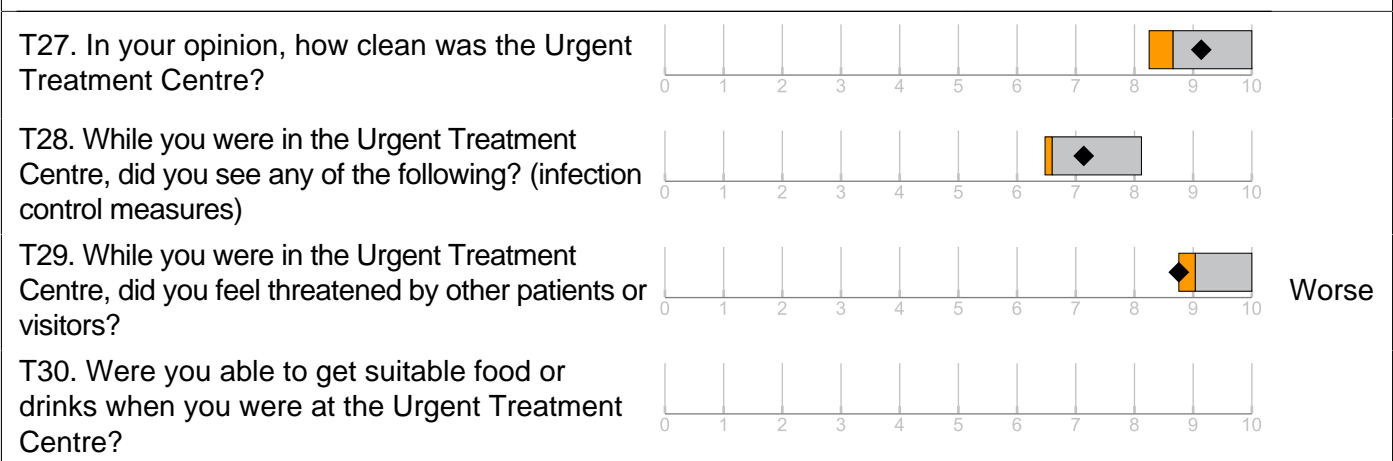 T27. In your opinion, how clean was the Urgent
Treatment Centre?
0 1 2 3 4 5 6 7 8 9 10
T28. While you were in the Urgent Treatment
Centre, did you see any of the following? (infection
control measures)
0 1 2 3 4 5 6 7 8 9 10
T29. While you were in the Urgent Treatment
Centre, did you feel threatened by other patients or
visitors?
0 1 2 3 4 5 6 7 8 9 10
Worse
T30. Were you able to get suitable food or
drinks when you were at the Urgent Treatment
Centre?
0 1 2 3 4 5 6 7 8 9 10